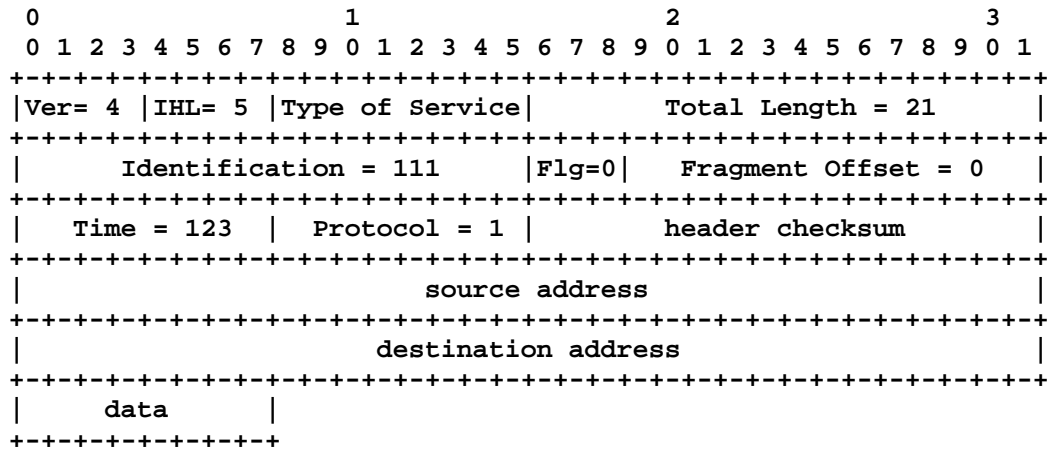 0                   1                   2                   3
 0 1 2 3 4 5 6 7 8 9 0 1 2 3 4 5 6 7 8 9 0 1 2 3 4 5 6 7 8 9 0 1
+-+-+-+-+-+-+-+-+-+-+-+-+-+-+-+-+-+-+-+-+-+-+-+-+-+-+-+-+-+-+-+-+
|Ver= 4 |IHL= 5 |Type of Service|        Total Length = 21      |
+-+-+-+-+-+-+-+-+-+-+-+-+-+-+-+-+-+-+-+-+-+-+-+-+-+-+-+-+-+-+-+-+
|      Identification = 111     |Flg=0|   Fragment Offset = 0   |
+-+-+-+-+-+-+-+-+-+-+-+-+-+-+-+-+-+-+-+-+-+-+-+-+-+-+-+-+-+-+-+-+
|   Time = 123  |  Protocol = 1 |        header checksum        |
+-+-+-+-+-+-+-+-+-+-+-+-+-+-+-+-+-+-+-+-+-+-+-+-+-+-+-+-+-+-+-+-+
|                         source address                        |
+-+-+-+-+-+-+-+-+-+-+-+-+-+-+-+-+-+-+-+-+-+-+-+-+-+-+-+-+-+-+-+-+
|                      destination address                      |
+-+-+-+-+-+-+-+-+-+-+-+-+-+-+-+-+-+-+-+-+-+-+-+-+-+-+-+-+-+-+-+-+
|     data      |
+-+-+-+-+-+-+-+-+